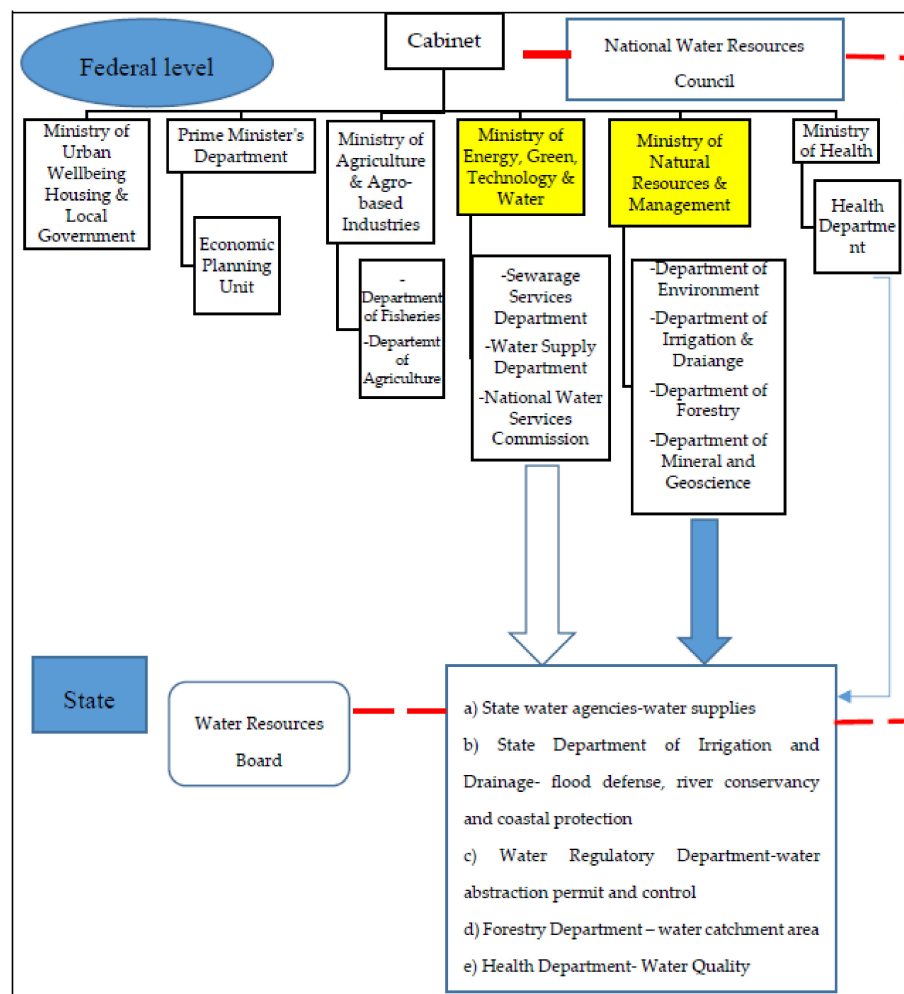 Federal level
Cabinet
National Water Resources
Council
Ministry of
Urban
Wellbeing
Housing &
Local
Government
Prime Minister's
Department
Economic
Planning
Unit
Ministry of
Agriculture
& Agro-
based
Industries
-
Department
of Fisheries
-Departemt
of
Agriculture
Ministry of
Energy, Green,
Technology &
Water
-Sewarage
Services
Department
-Water Supply
Department
-National Water
Services
Commission
Ministry of
Natural
Resources &
Management
-Department of
Environment
-Department of
Irrigation &
Draiange
-Department of
Forestry
-Department of
Mineral and
Geoscience
Ministry
of Health
Health
Departme
nt
State
Water Resources
Board
a) State water agencies-water supplies
b) State Department of Irrigation and
Drainage- flood defense, river conservancy
and coastal protection
c) Water Regulatory Department-water
abstraction permit and control
d) Forestry Department – water catchment area
e) Health Department- Water Quality